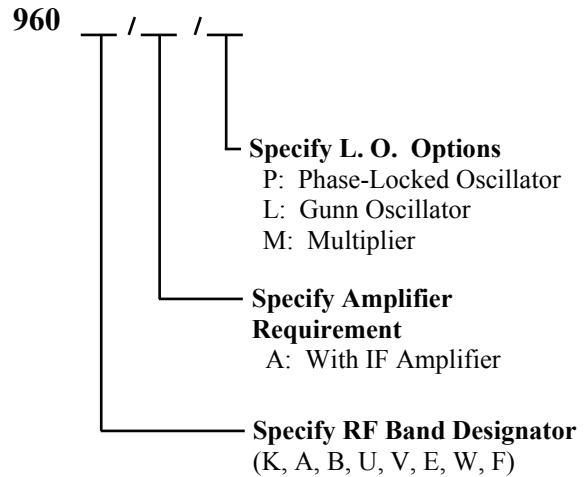 960 __ / __ / __
Specify L. O. Options
P: Phase-Locked Oscillator
L: Gunn Oscillator
M: Multiplier
Specify Amplifier
Requirement
A: With IF Amplifier
Specify RF Band Designator
(K, A, B, U, V, E, W, F)